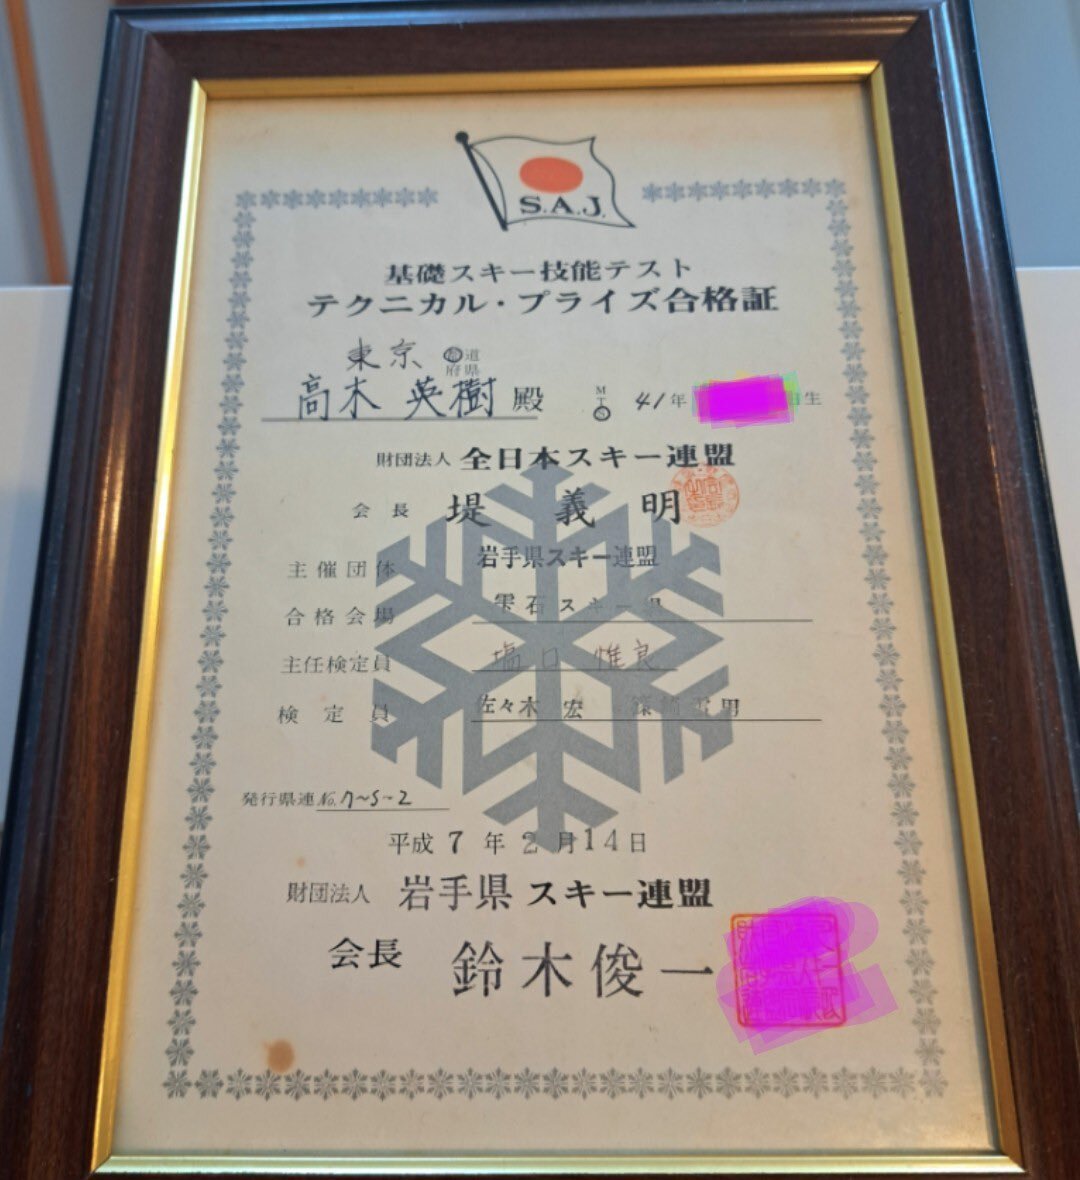 S.A.J.
基礎スキー技能テスト
テクニカル・プライズ合格証
東京 都道府県
高木 英樹 殿 M T S 41年 日生
財団法人 全日本スキー連盟
会長 堤 義明
主催団体 岩手県スキー連盟
合格会場 雫石スキー場
主任検定員 塩口 惟良
検定員 佐々木 宏
発行県連 No.7~S-2
平成7年2月14日
財団法人 岩手県スキー連盟
会長 鈴木俊一